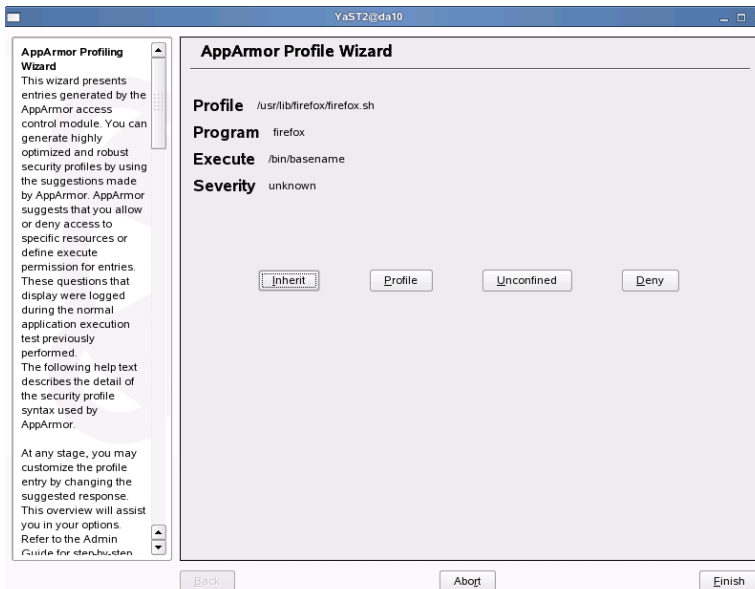 YaST2@da10
AppArmor Profiling
Wizard
This wizard presents
entries generated by the
AppArmor access
control module. You can
generate highly
optimized and robust
security profiles by using
the suggestions made
by AppArmor. AppArmor
suggests that you allow
or deny access to
specific resources or
define execute
permission for entries.
These questions that
display were logged
during the normal
application execution
test previously
performed.
The following help text
describes the detail of
the security profile
syntax used by
AppArmor.
At any stage, you may
customize the profile
entry by changing the
suggested response.
This overview will assist
you in your options.
Refer to the Admin
Guide for step-by-step
AppArmor Profile Wizard
Profile /usr/lib/firefox/firefox.sh
Program firefox
Execute /bin/basename
Severity unknown
Inherit Profile Unconfined Deny
Back Abort Finish